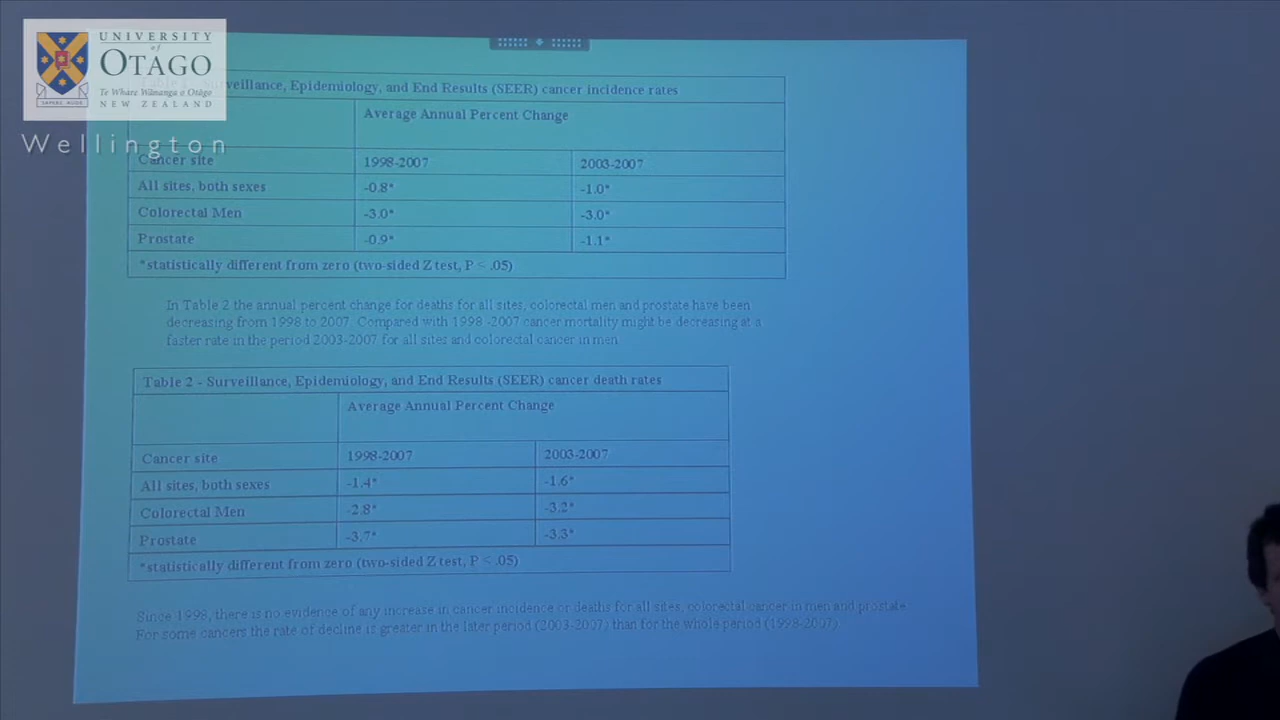 UNIVERSITY
of
OTAGO
Te Whare Wānanga o Otāgo
NEW ZEALAND
SAPERE AUDE
Wellington
Surveillance, Epidemiology, and End Results (SEER) cancer incidence rates
Average Annual Percent Change
Cancer site 1998-2007 2003-2007
All sites, both sexes -0.8* -1.0*
Colorectal Men -3.0* -3.0*
Prostate -0.9* -1.1*
*statistically different from zero (two-sided Z test, P < .05)
In Table 2 the annual percent change for deaths for all sites, colorectal men and prostate have been
decreasing from 1998 to 2007. Compared with 1998 -2007 cancer mortality might be decreasing at a
faster rate in the period 2003-2007 for all sites and colorectal cancer in men
Table 2 - Surveillance, Epidemiology, and End Results (SEER) cancer death rates
Average Annual Percent Change
Cancer site 1998-2007 2003-2007
All sites, both sexes -1.4* -1.6*
Colorectal Men -2.8* -3.2*
Prostate -3.7* -3.3*
*statistically different from zero (two-sided Z test, P < .05)
Since 1998, there is no evidence of any increase in cancer incidence or deaths for all sites, colorectal cancer in men and prostate.
For some cancers the rate of decline is greater in the later period (2003-2007) than for the whole period (1998-2007).